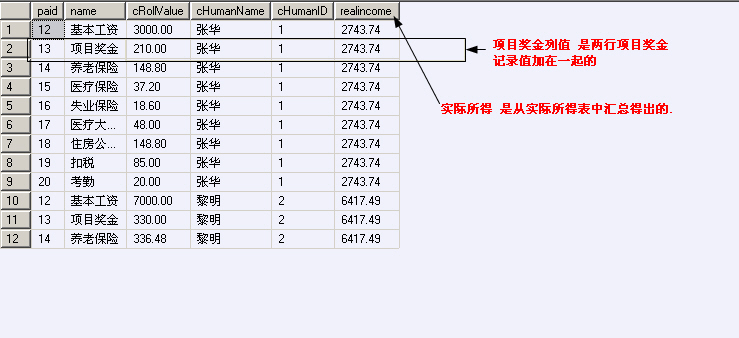 paid name cRollValue cHumanName cHumanID realincome
1 12 基本工资 3000.00 张华 1 2743.74
2 13 项目奖金 210.00 张华 1 2743.74
3 14 养老保险 148.80 张华 1 2743.74
4 15 医疗保险 37.20 张华 1 2743.74
5 16 失业保险 18.60 张华 1 2743.74
6 17 医疗大... 48.00 张华 1 2743.74
7 18 住房公... 148.80 张华 1 2743.74
8 19 扣税 85.00 张华 1 2743.74
9 20 考勤 20.00 张华 1 2743.74
10 12 基本工资 7000.00 黎明 2 6417.49
11 13 项目奖金 330.00 黎明 2 6417.49
12 14 养老保险 336.48 黎明 2 6417.49
项目奖金列值 是两行项目奖金
记录值加在一起的
实际所得 是从实际所得表中汇总得出的.